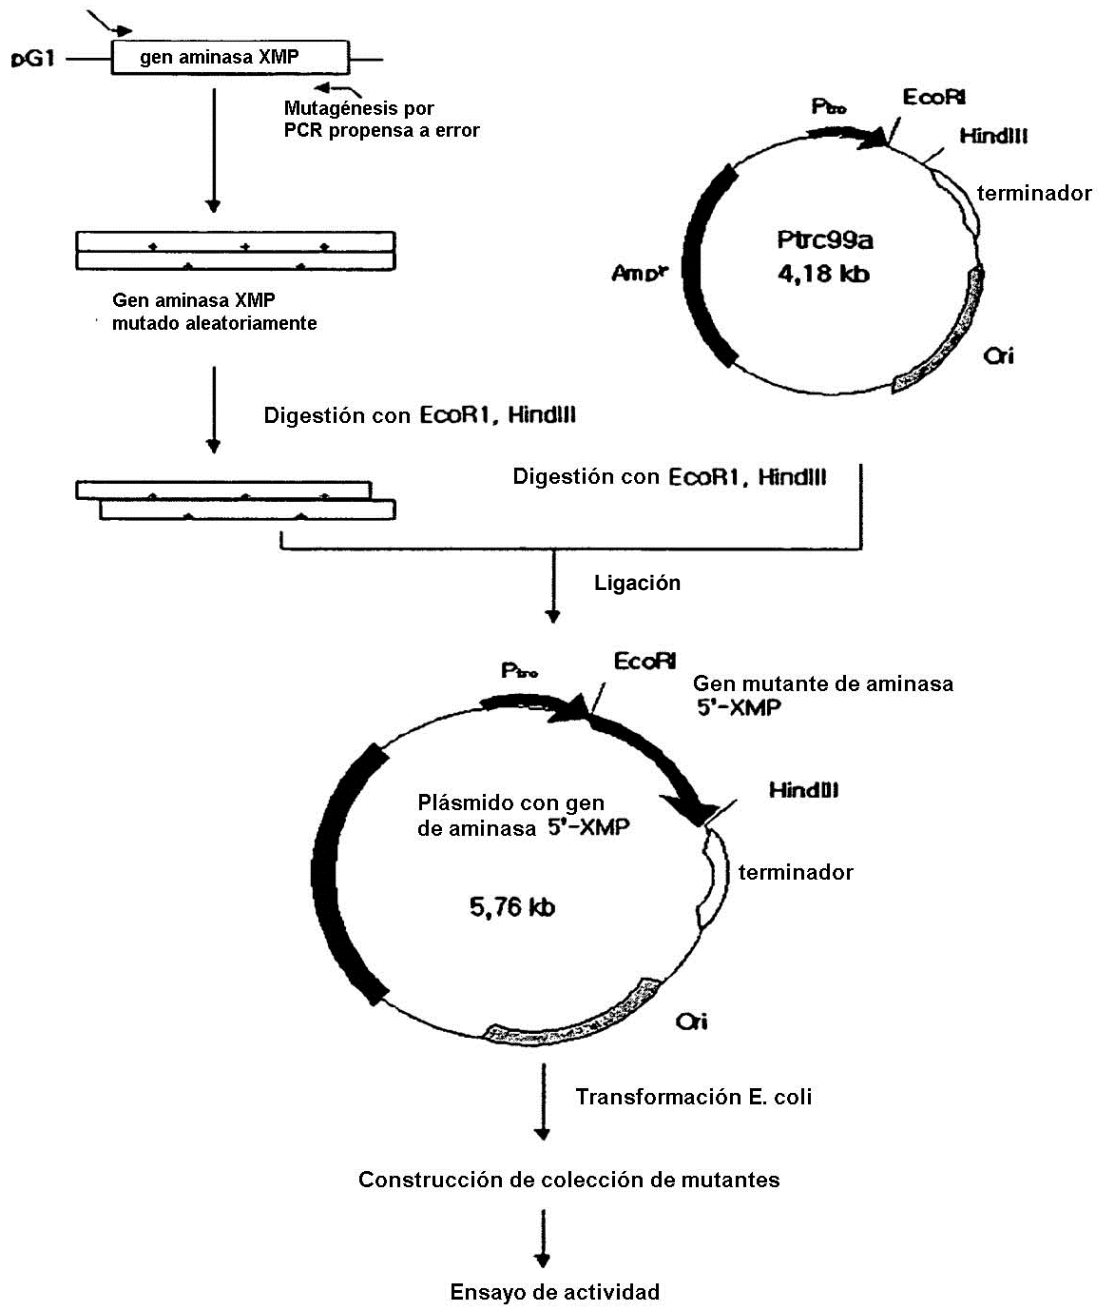 pG1
gen aminasa XMP
Mutagénesis por
PCR propensa a error
Ptrc
EcoRI
HindIII
terminador
Ptrc99a
4,18 kb
Ampr
Ori
Gen aminasa XMP
mutado aleatoriamente
Digestión con EcoR1, HindIII
Digestión con EcoR1, HindIII
Ligación
Ptrc
EcoRI
Gen mutante de aminasa
5'-XMP
HindIII
Plásmido con gen
de aminasa 5'-XMP
terminador
5,76 kb
Ori
Transformación E. coli
Construcción de colección de mutantes
Ensayo de actividad